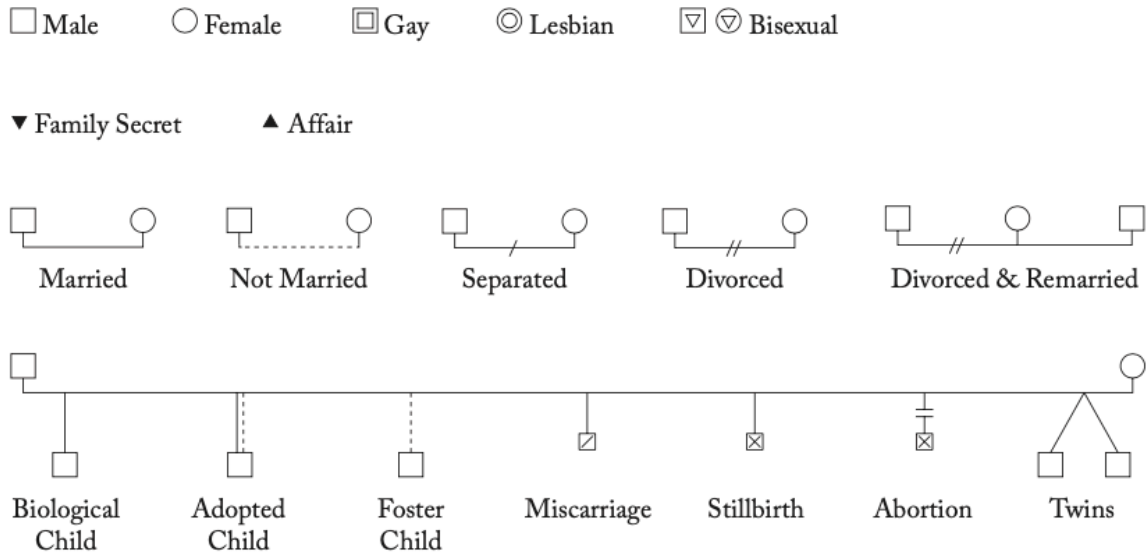 Male Female Gay Lesbian Bisexual
Family Secret Affair
Married Not Married Separated Divorced Divorced & Remarried
Biological Adopted Foster Miscarriage Stillbirth Abortion Twins
Child Child Child